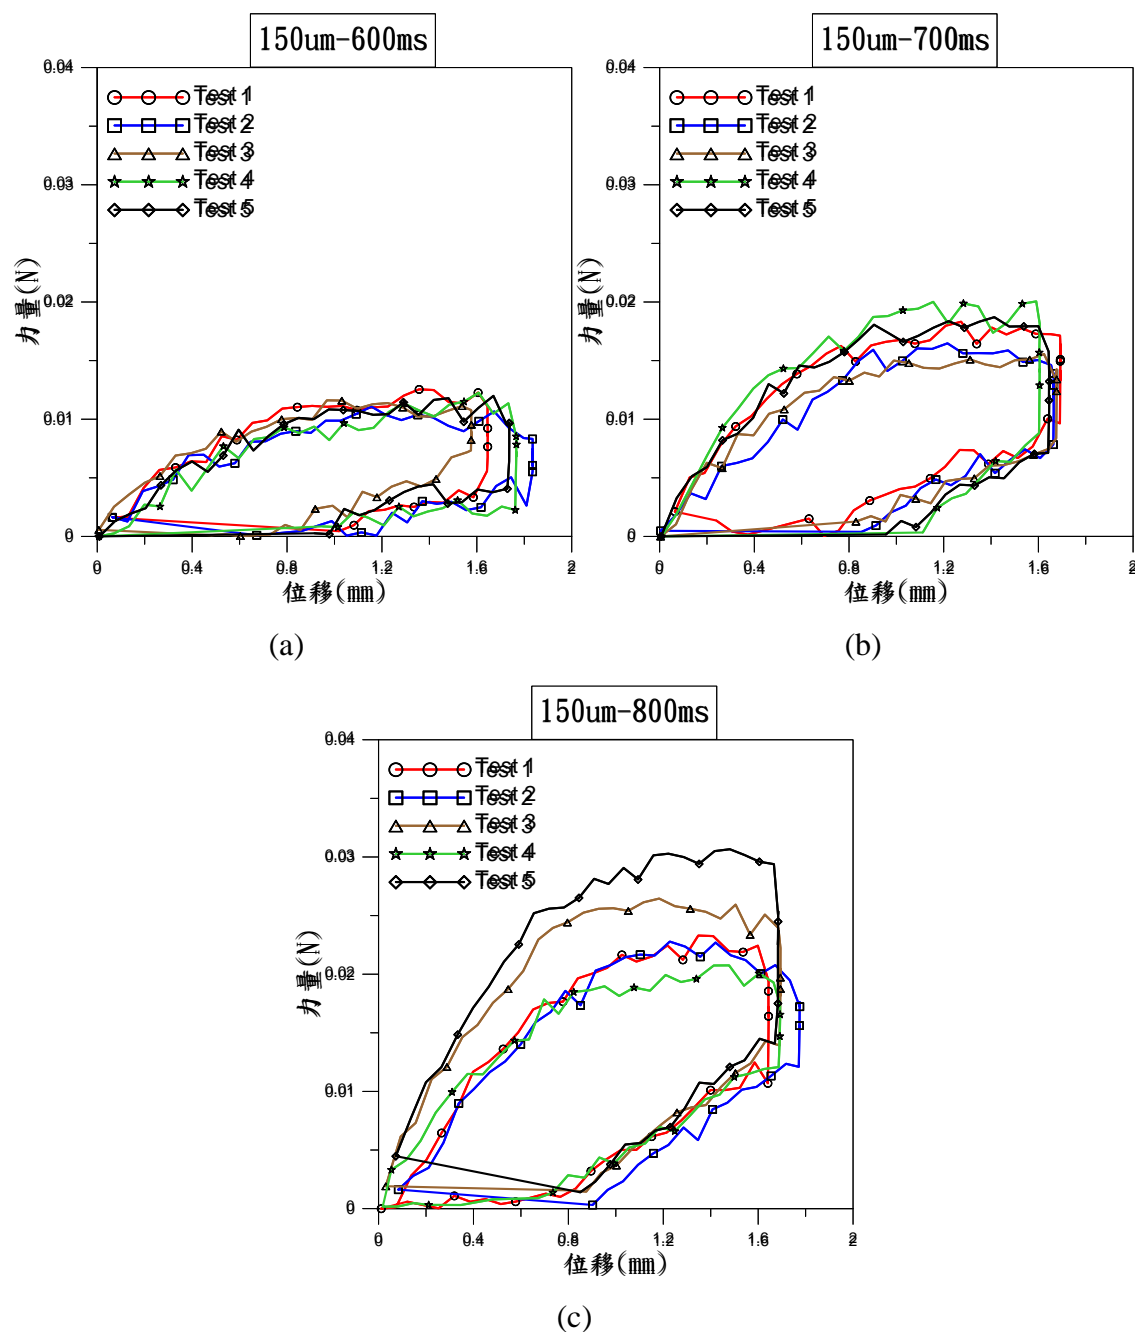 150um-600ms
0.04
Test 1
Test 2
Test 3
Test 4
Test 5
0.03
0.02
0.01
0
力量(N)
0 0.4 0.8 1.2 1.6 2
位移(mm)
(a)
150um-700ms
0.04
Test 1
Test 2
Test 3
Test 4
Test 5
0.03
0.02
0.01
0
力量(N)
0 0.4 0.8 1.2 1.6 2
位移(mm)
(b)
150um-800ms
0.04
Test 1
Test 2
Test 3
Test 4
Test 5
0.03
0.02
0.01
0
力量(N)
0 0.4 0.8 1.2 1.6 2
位移(mm)
(c)